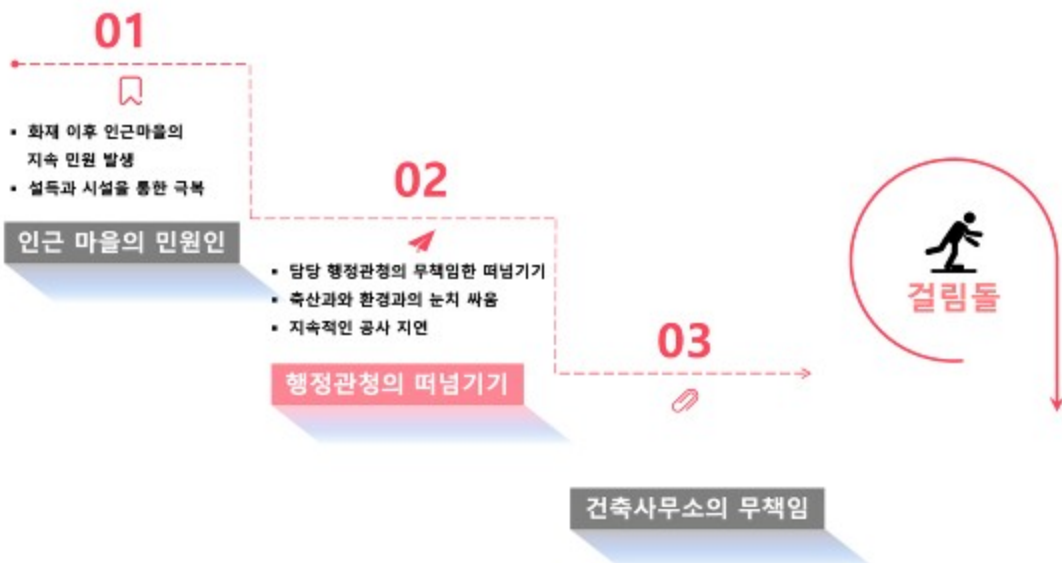 01
▪ 화재 이후 인근마을의
지속 민원 발생
▪ 설득과 시설을 통한 극복
인근 마을의 민원인
02
▪ 담당 행정관청의 무책임한 떠넘기기
▪ 축산과와 환경과의 눈치 싸움
▪ 지속적인 공사 지연
행정관청의 떠넘기기
03
건축사무소의 무책임
걸림돌